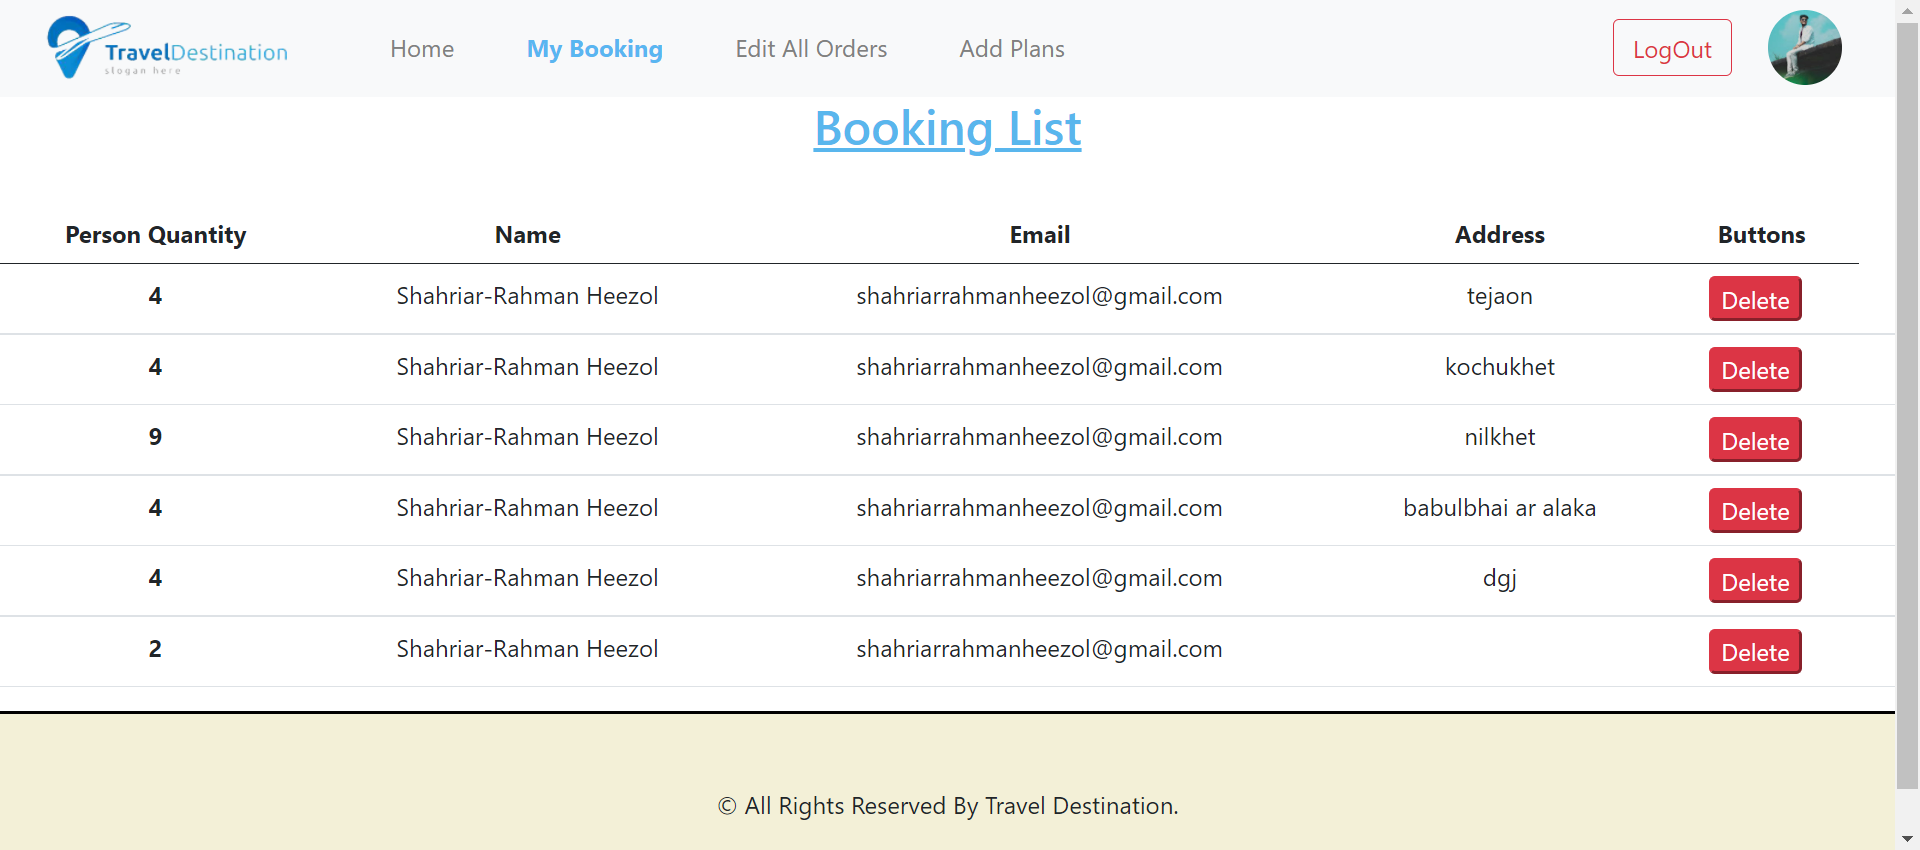 TravelDestination
slogan here
Home My Booking Edit All Orders Add Plans LogOut
Booking List
Person Quantity Name Email Address Buttons
4 Shahriar-Rahman Heezol shahriarrahmanheezol@gmail.com tejaon Delete
4 Shahriar-Rahman Heezol shahriarrahmanheezol@gmail.com kochukhet Delete
9 Shahriar-Rahman Heezol shahriarrahmanheezol@gmail.com nilkhet Delete
4 Shahriar-Rahman Heezol shahriarrahmanheezol@gmail.com babulbhai ar alaka Delete
4 Shahriar-Rahman Heezol shahriarrahmanheezol@gmail.com dgj Delete
2 Shahriar-Rahman Heezol shahriarrahmanheezol@gmail.com Delete
© All Rights Reserved By Travel Destination.